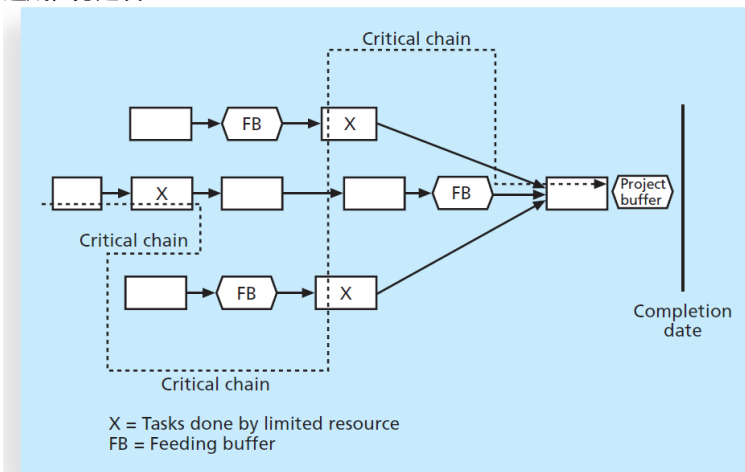 Critical chain
FB
X
X
FB
Project
buffer
Critical chain
FB
X
Completion
date
Critical chain
X = Tasks done by limited resource
FB = Feeding buffer